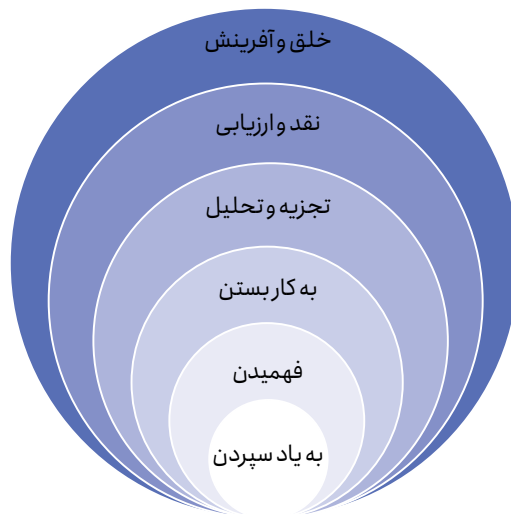 خلق و آفرینش
نقد و ارزیابی
تجزیه و تحلیل
به کار بستن
فهمیدن
به یاد سپردن